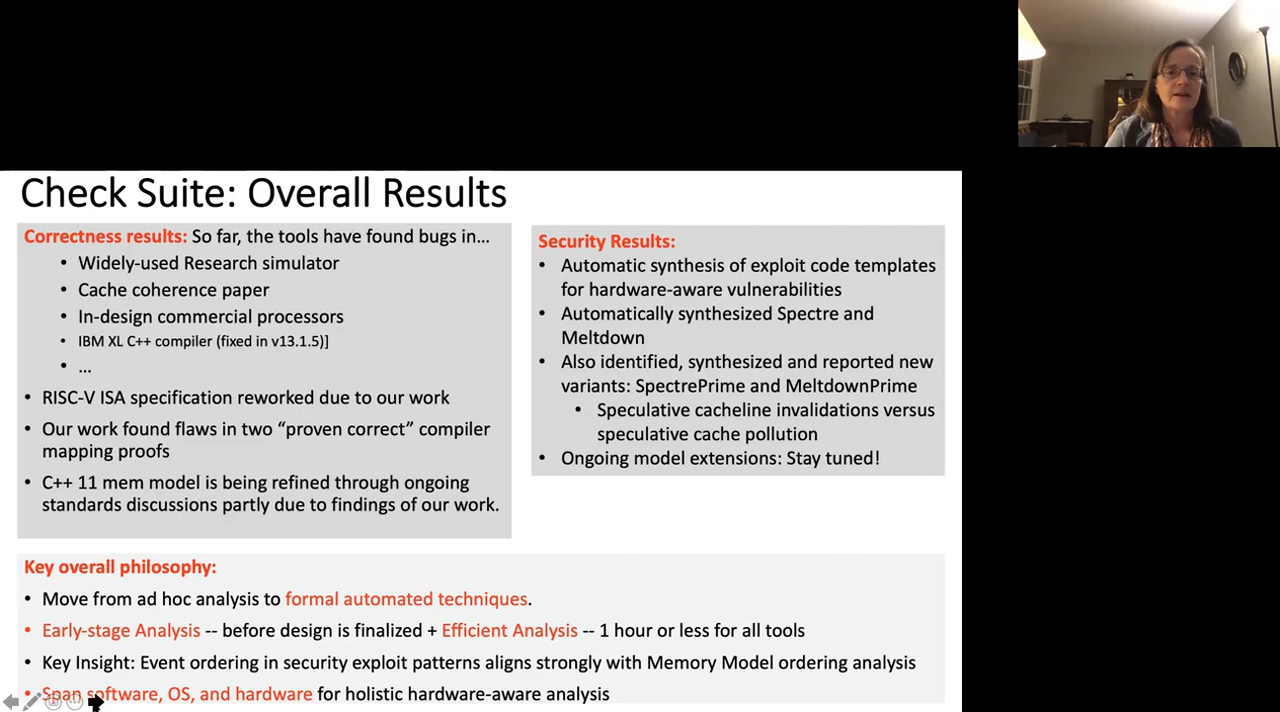 Check Suite: Overall Results
Correctness results: So far, the tools have found bugs in...
• Widely-used Research simulator
• Cache coherence paper
• In-design commercial processors
• IBM XL C++ compiler (fixed in v13.1.5)]
• ...
• RISC-V ISA specification reworked due to our work
• Our work found flaws in two “proven correct” compiler
mapping proofs
• C++ 11 mem model is being refined through ongoing
standards discussions partly due to findings of our work.
Security Results:
• Automatic synthesis of exploit code templates
for hardware-aware vulnerabilities
• Automatically synthesized Spectre and
Meltdown
• Also identified, synthesized and reported new
variants: SpectrePrime and MeltdownPrime
• Speculative cacheline invalidations versus
speculative cache pollution
• Ongoing model extensions: Stay tuned!
Key overall philosophy:
• Move from ad hoc analysis to formal automated techniques.
• Early-stage Analysis -- before design is finalized + Efficient Analysis -- 1 hour or less for all tools
• Key Insight: Event ordering in security exploit patterns aligns strongly with Memory Model ordering analysis
• Span software, OS, and hardware for holistic hardware-aware analysis